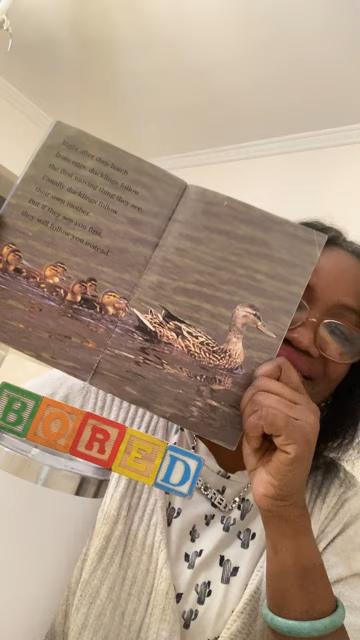 Right after they hatch
from eggs, ducklings follow
the first moving thing they see.
Usually ducklings follow
their own mother.
But if they see you first,
they will follow you instead.
BORED